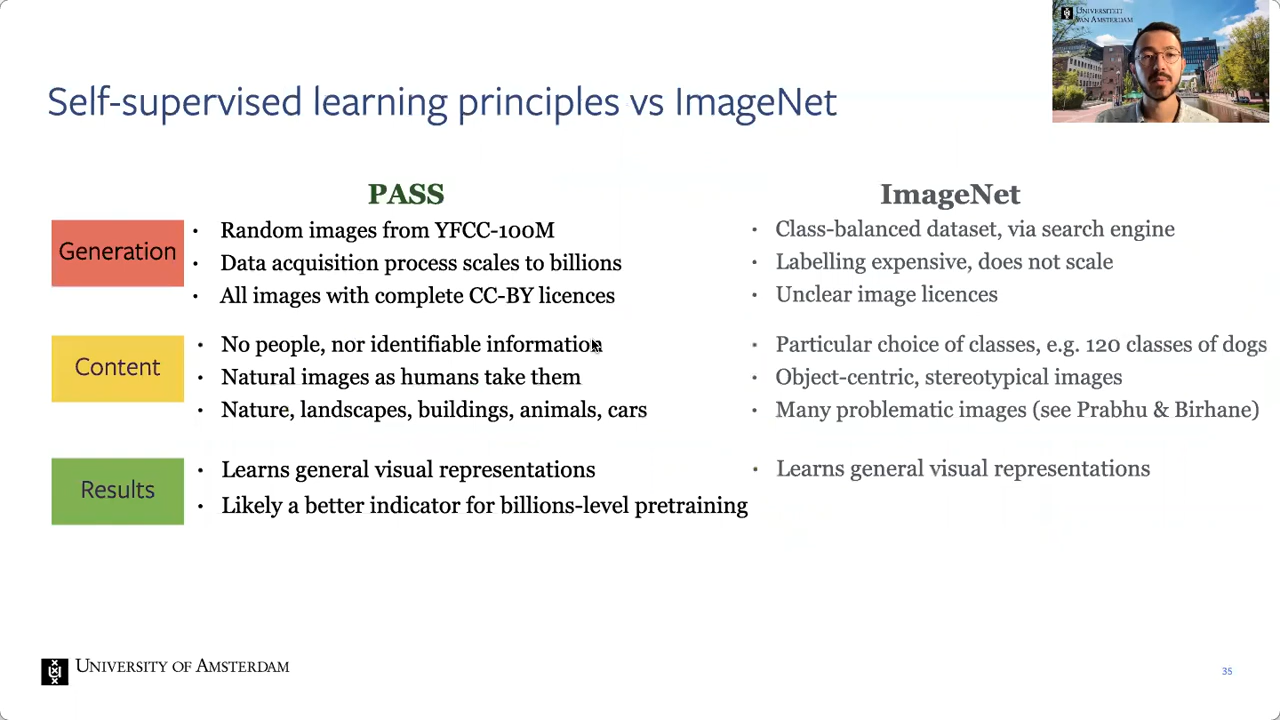 UNIVERSITEIT
VAN AMSTERDAM
Self-supervised learning principles vs ImageNet
PASS
ImageNet
Generation
• Random images from YFCC-100M
• Data acquisition process scales to billions
• All images with complete CC-BY licences
• Class-balanced dataset, via search engine
• Labelling expensive, does not scale
• Unclear image licences
Content
• No people, nor identifiable information
• Natural images as humans take them
• Nature, landscapes, buildings, animals, cars
• Particular choice of classes, e.g. 120 classes of dogs
• Object-centric, stereotypical images
• Many problematic images (see Prabhu & Birhane)
Results
• Learns general visual representations
• Likely a better indicator for billions-level pretraining
• Learns general visual representations
UNIVERSITY OF AMSTERDAM
35